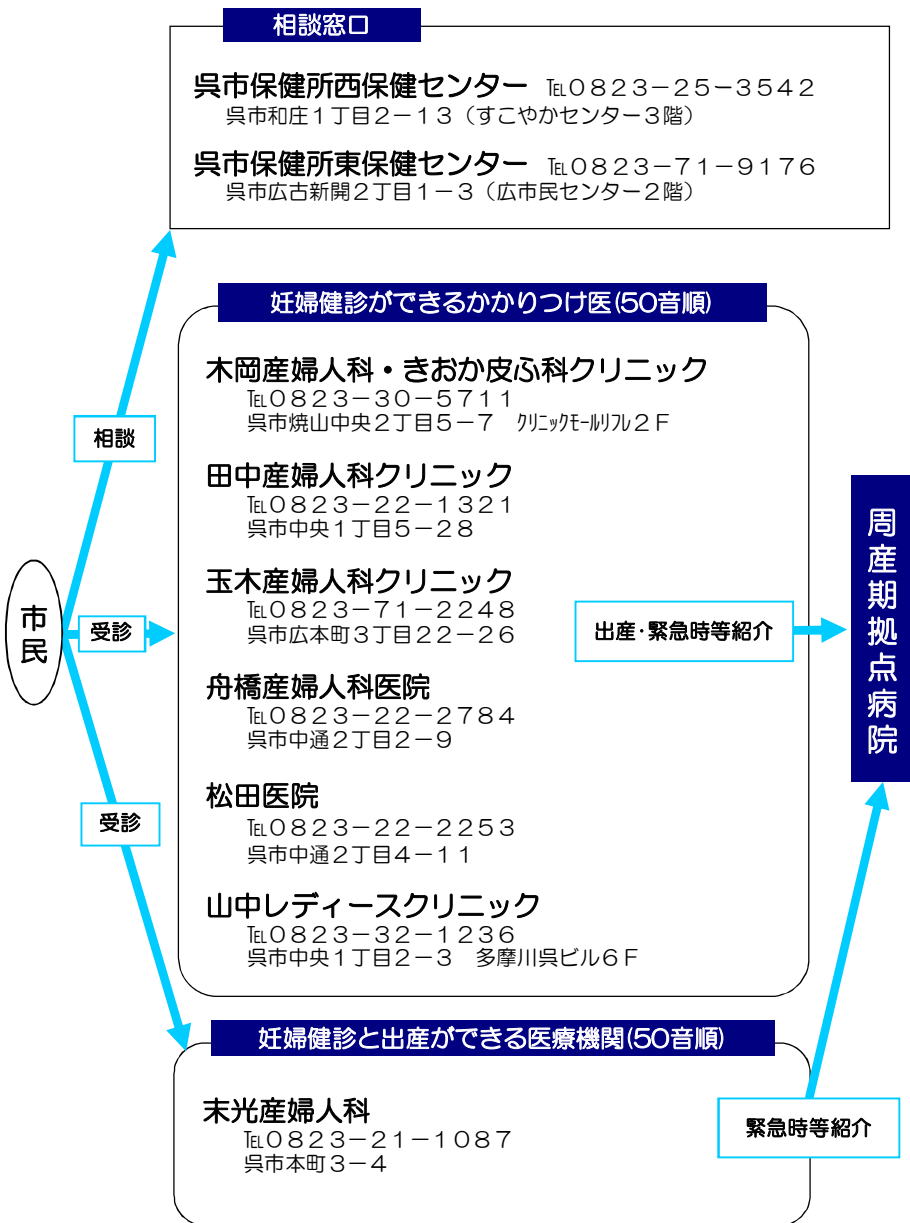 相談窓口
呉市保健所西保健センター ℡0823-25-3542
呉市和庄1丁目2-13(すこやかセンター3階)
呉市保健所東保健センター ℡0823-71-9176
呉市広古新開2丁目1-3(広市民センター2階)
妊婦健診ができるかかりつけ医(50音順)
木岡産婦人科・きおか皮ふ科クリニック
℡0823-30-5711
呉市焼山中央2丁目5-7 クリニックモールリフレ2F
田中産婦人科クリニック
℡0823-22-1321
呉市中央1丁目5-28
玉木産婦人科クリニック
℡0823-71-2248
呉市広本町3丁目22-26
舟橋産婦人科医院
℡0823-22-2784
呉市中通2丁目2-9
松田医院
℡0823-22-2253
呉市中通2丁目4-11
山中レディースクリニック
℡0823-32-1236
呉市中央1丁目2-3 多摩川呉ビル6F
妊婦健診と出産ができる医療機関(50音順)
末光産婦人科
℡0823-21-1087
呉市本町3-4
市民
相談
受診
受診
出産・緊急時等紹介
緊急時等紹介
周産期拠点病院